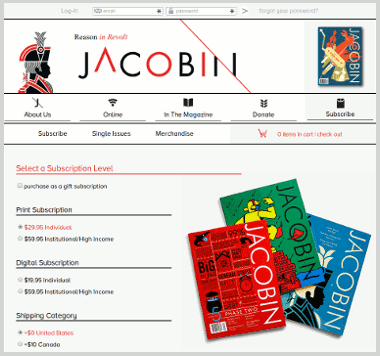 Log-in:
email
password
>
forgot your password?
Reason in Revolt
JACOBIN
JACOBIN
About Us
Online
In The Magazine
Donate
Subscribe
Subscribe
Single Issues
Merchandise
0 items in cart | check out
Select a Subscription Level
purchase as a gift subscription
Print Subscription
$29.95 Individual
$59.95 Institutional/High Income
Digital Subscription
$19.95 Individual
$59.95 Institutional/High Income
Shipping Category
+$0 United States
+$10 Canada
JACOBIN
JACOBIN
JACOBIN
99%
BIG
PHASE TWO